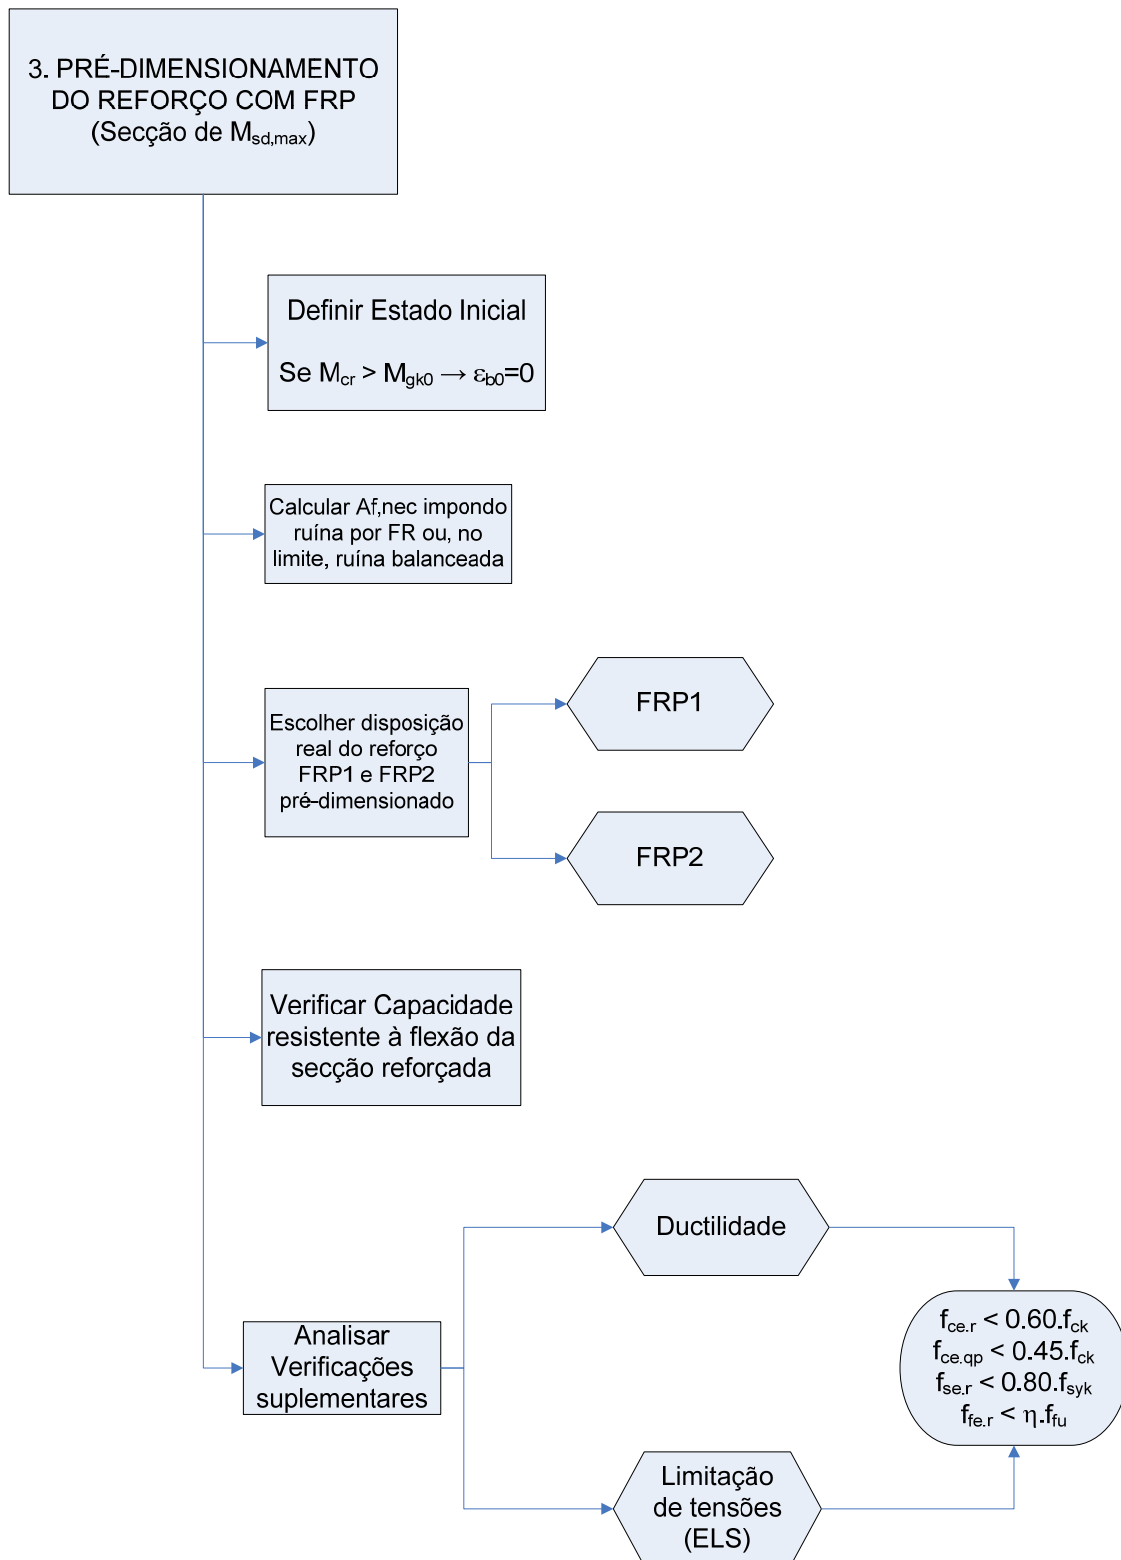 3. PRÉ-DIMENSIONAMENTO
DO REFORÇO COM FRP
(Secção de Msd,max)
Definir Estado Inicial
Se Mcr > Mgk0 → εb0=0
Calcular Af,nec impondo
ruína por FR ou, no
limite, ruína balanceada
Escolher disposição
real do reforço
FRP1 e FRP2
pré-dimensionado
FRP1
FRP2
Verificar Capacidade
resistente à flexão da
secção reforçada
Analisar
Verificações
suplementares
Ductilidade
Limitação
de tensões
(ELS)
fce.r < 0.60.fck
fce.qp < 0.45.fck
fse.r < 0.80.fsyk
ffe.r < η.ffu